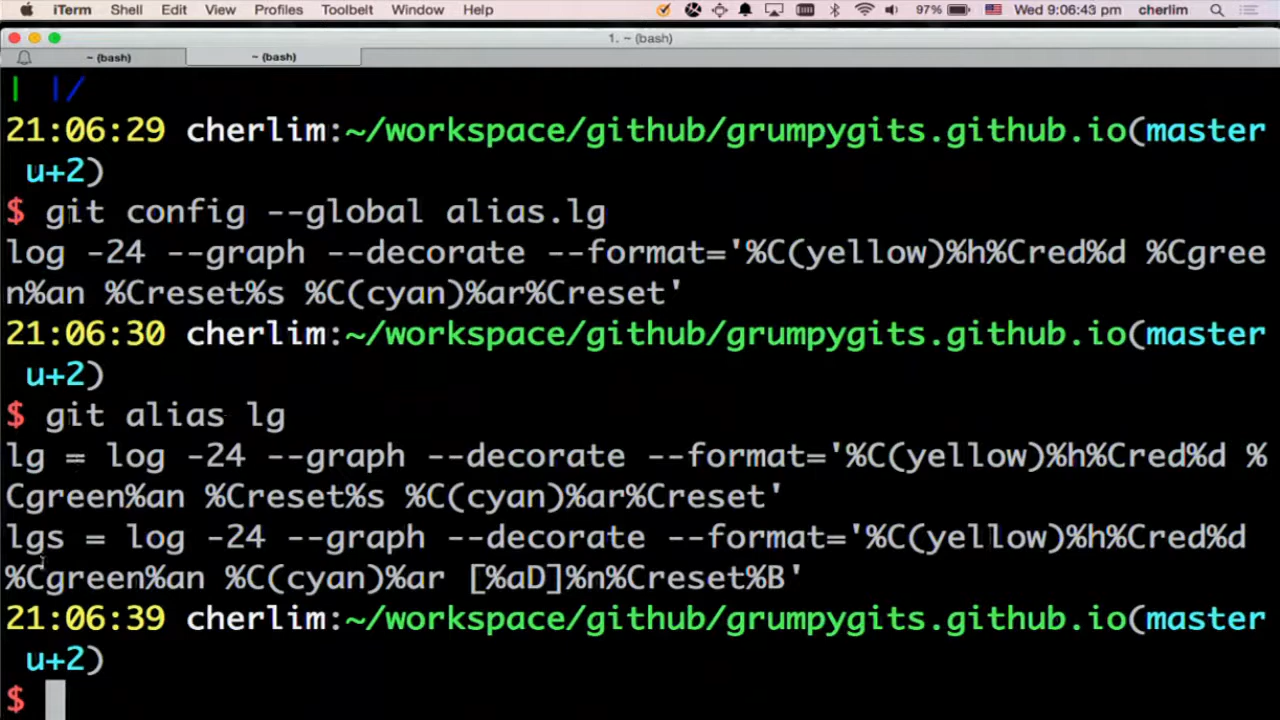 iTerm Shell Edit View Profiles Toolbelt Window Help 97% Wed 9:06:43 pm cherlim
1. ~ (bash)
~ (bash) ~ (bash)
| |/
21:06:29 cherlim:~/workspace/github/grumpygits.github.io(master
u+2)
$ git config --global alias.lg
log -24 --graph --decorate --format='%C(yellow)%h%Cred%d %Cgree
n%an %Creset%s %C(cyan)%ar%Creset'
21:06:30 cherlim:~/workspace/github/grumpygits.github.io(master
u+2)
$ git alias lg
lg = log -24 --graph --decorate --format='%C(yellow)%h%Cred%d %
Cgreen%an %Creset%s %C(cyan)%ar%Creset'
lgs = log -24 --graph --decorate --format='%C(yellow)%h%Cred%d
%Cgreen%an %C(cyan)%ar [%aD]%n%Creset%B'
21:06:39 cherlim:~/workspace/github/grumpygits.github.io(master
u+2)
$